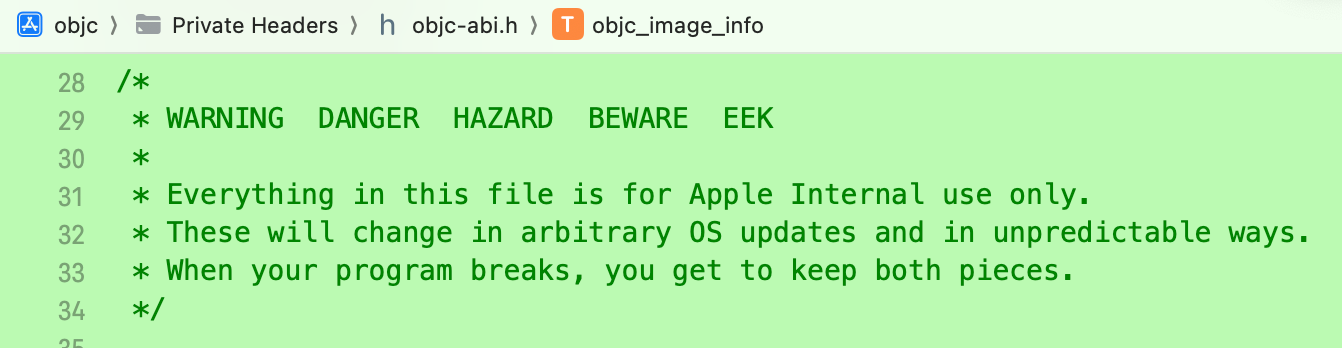 objc 〉 Private Headers 〉 h objc-abi.h 〉 T objc_image_info
28 /*
29  * WARNING  DANGER  HAZARD  BEWARE  EEK
30  *
31  * Everything in this file is for Apple Internal use only.
32  * These will change in arbitrary OS updates and in unpredictable ways.
33  * When your program breaks, you get to keep both pieces.
34  */
35